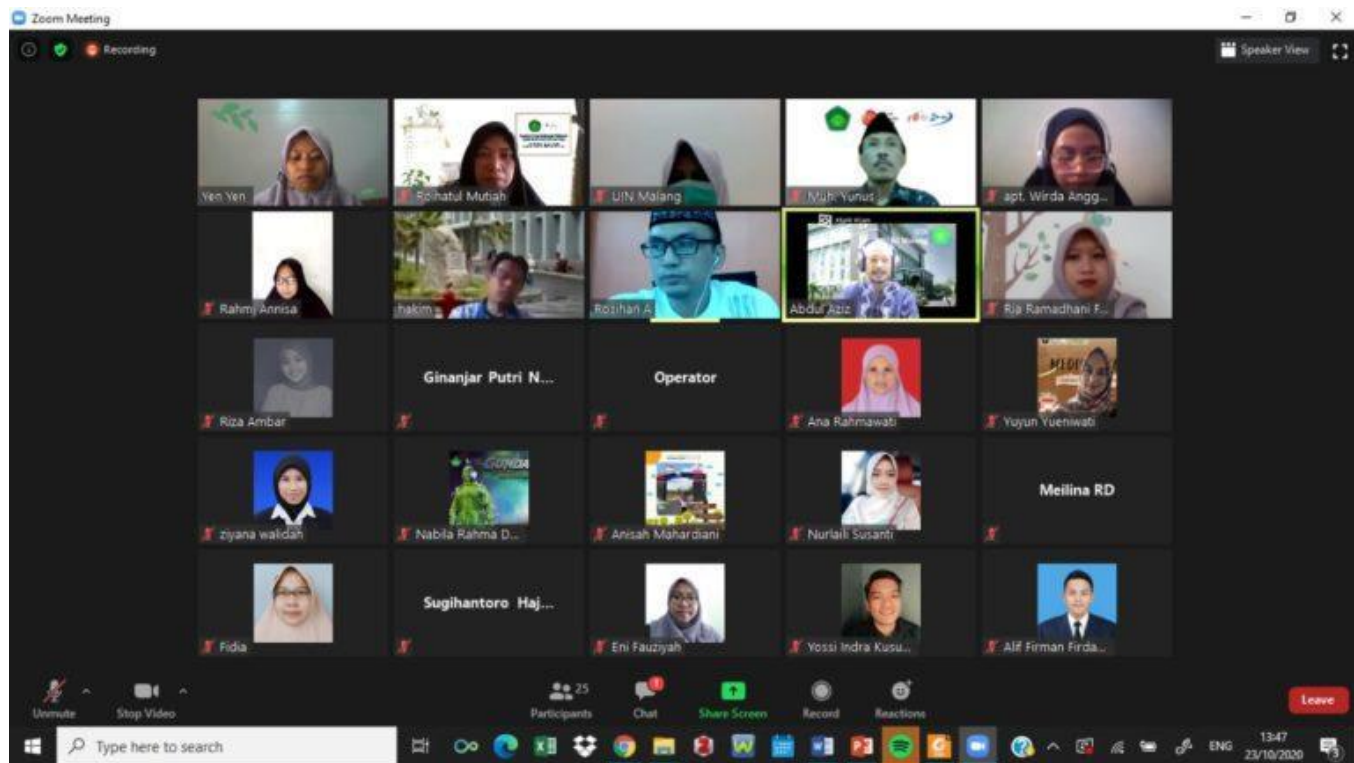 Zoom Meeting
Recording
Speaker View
Yen Yen
Roihatul Mutiah
UIN Malang
Muh. Yunus
apt. Wirda Angg...
Rahmi Annisa
hakim
Rozihan A
Abdul Aziz
Ria Ramadhani F...
Riza Ambar
Ginanjar Putri N...
Operator
Ana Rahmawati
Yuyun Yueniwati
ziyana walidah
GUNDA
Nabila Rahma D...
Anisah Mahardiani
Nurlaili Susanti
Meilina RD
Fidia
Sugihantoro Haj...
Eni Fauziyah
Yossi Indra Kusu...
Alif Firman Firda...
Unmute
Stop Video
25
Participants
1
Chat
Share Screen
Record
Reactions
Leave
Type here to search
ENG
13:47
23/10/2020
3